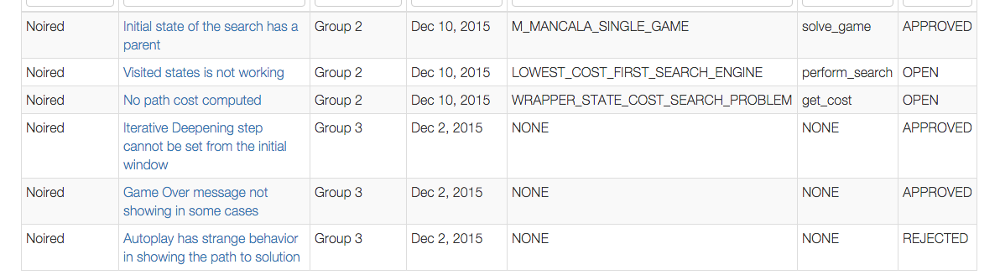 Noired Initial state of the search has a Group 2 Dec 10, 2015 M_MANCALA_SINGLE_GAME solve_game APPROVED
parent
Noired Visited states is not working Group 2 Dec 10, 2015 LOWEST_COST_FIRST_SEARCH_ENGINE perform_search OPEN
Noired No path cost computed Group 2 Dec 10, 2015 WRAPPER_STATE_COST_SEARCH_PROBLEM get_cost OPEN
Noired Iterative Deepening step Group 3 Dec 2, 2015 NONE NONE APPROVED
cannot be set from the initial
window
Noired Game Over message not Group 3 Dec 2, 2015 NONE NONE APPROVED
showing in some cases
Noired Autoplay has strange behavior Group 3 Dec 2, 2015 NONE NONE REJECTED
in showing the path to solution